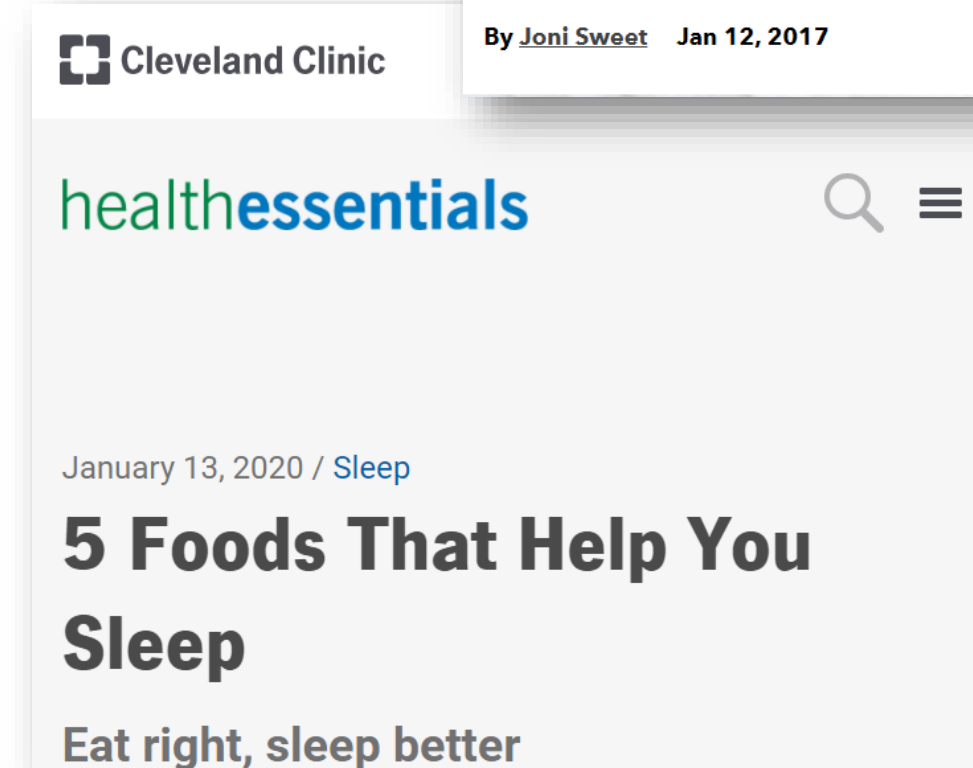 By Joni Sweet Jan 12, 2017
Cleveland Clinic
healthessentials
January 13, 2020 / Sleep
5 Foods That Help You
Sleep
Eat right, sleep better